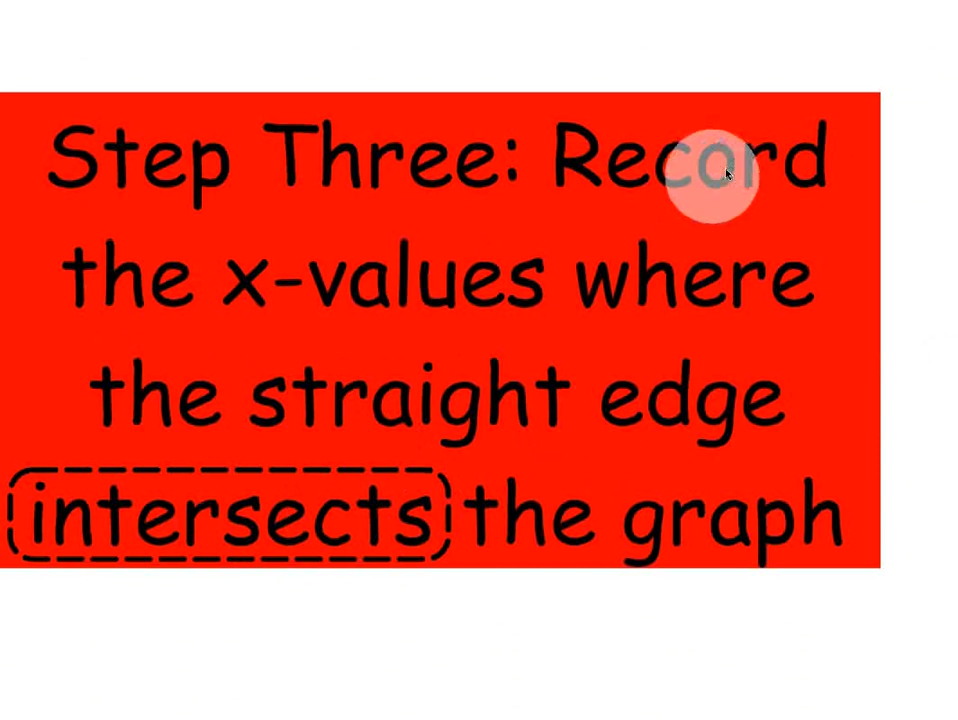 Step Three: Record
the x-values where
the straight edge
intersects the graph